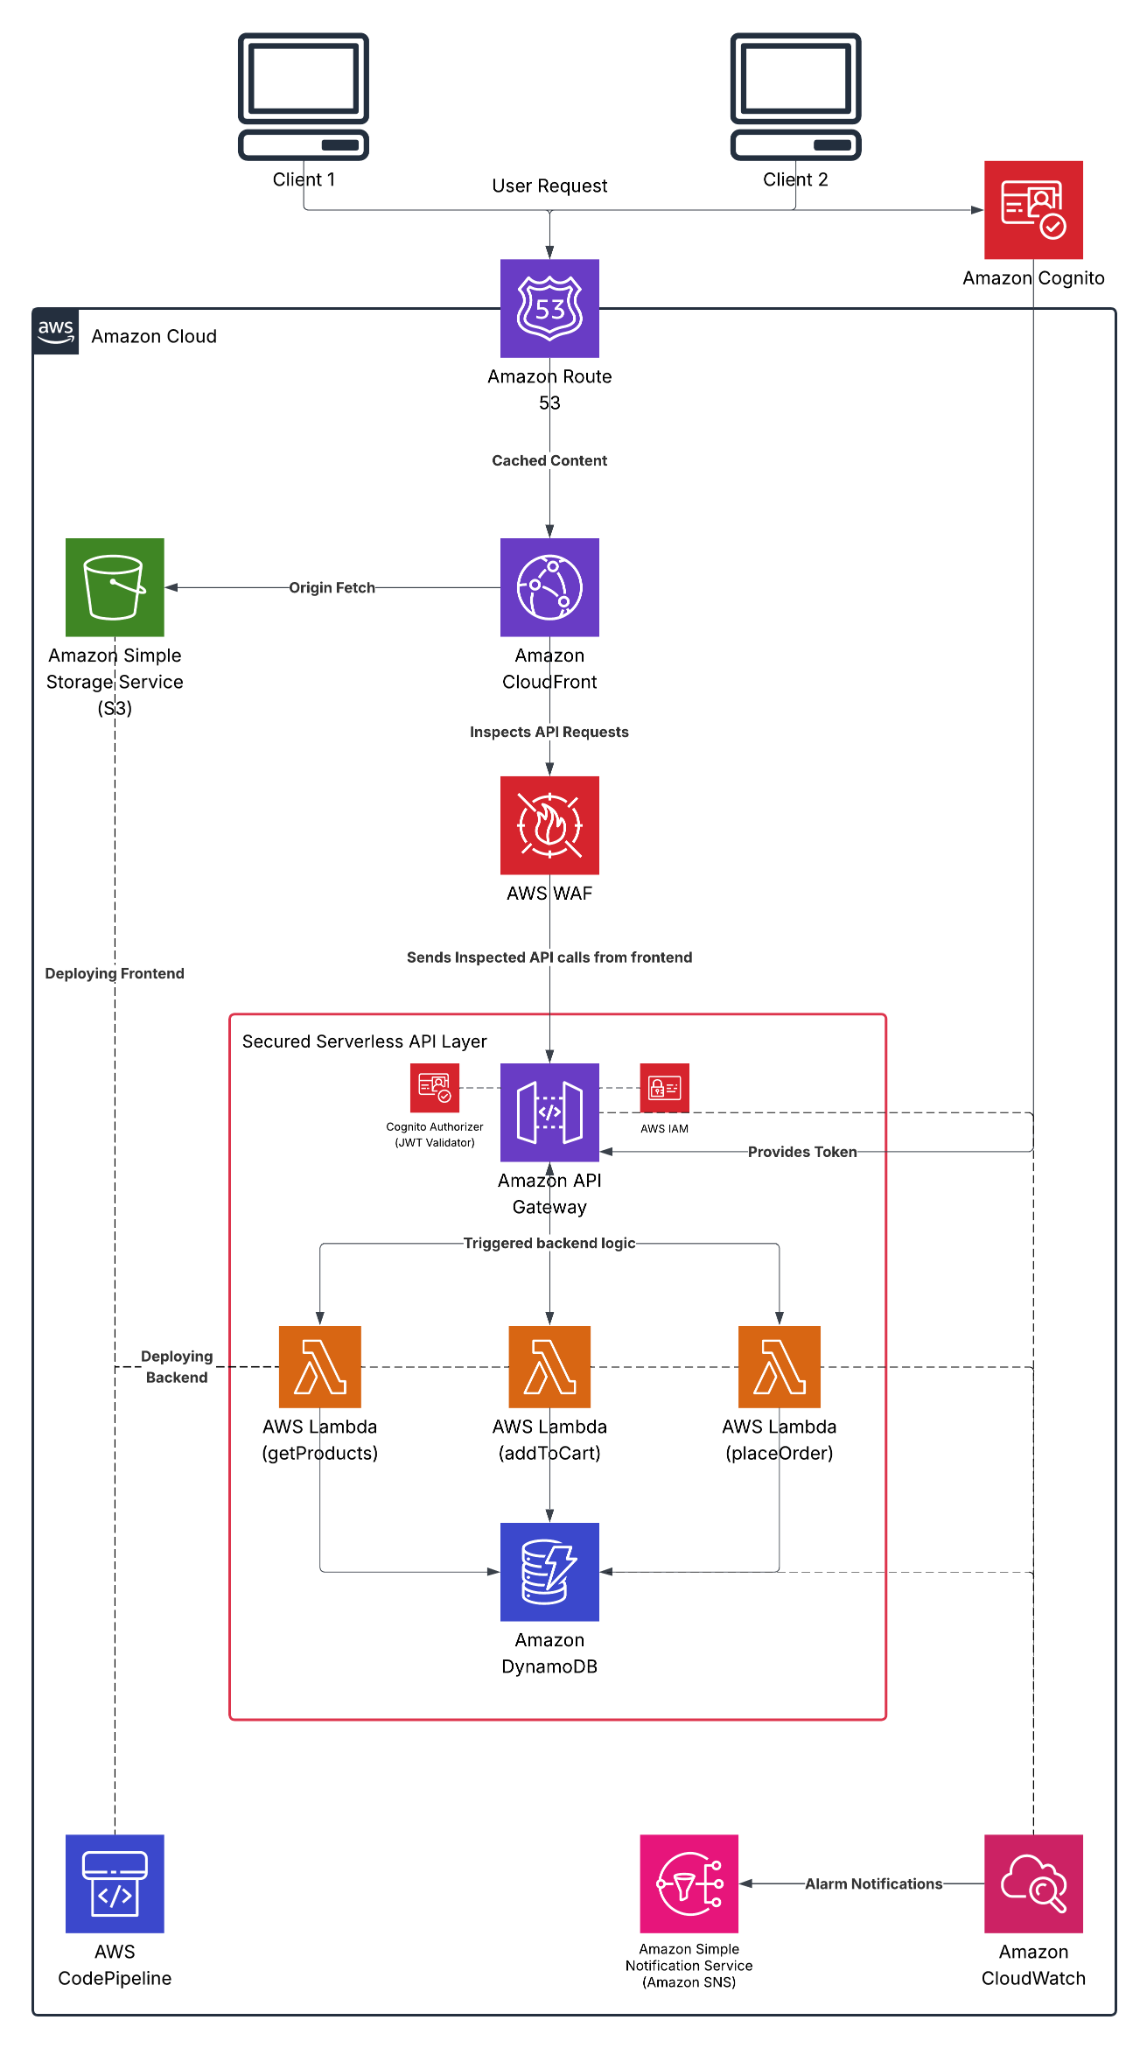 Client 1
User Request
Client 2
Amazon Cognito
53
aws
Amazon Cloud
Amazon Route
53
Cached Content
Origin Fetch
Amazon Simple
Storage Service
(S3)
Amazon
CloudFront
Inspects API Requests
AWS WAF
Sends Inspected API calls from frontend
Deploying Frontend
Secured Serverless API Layer
Cognito Authorizer
(JWT Validator)
</>
AWS IAM
Provides Token
Amazon API
Gateway
Triggered backend logic
Deploying
Backend
AWS Lambda
(getProducts)
AWS Lambda
(addToCart)
AWS Lambda
(placeOrder)
Amazon
DynamoDB
</>
Alarm Notifications
AWS
CodePipeline
Amazon Simple
Notification Service
(Amazon SNS)
Amazon
CloudWatch